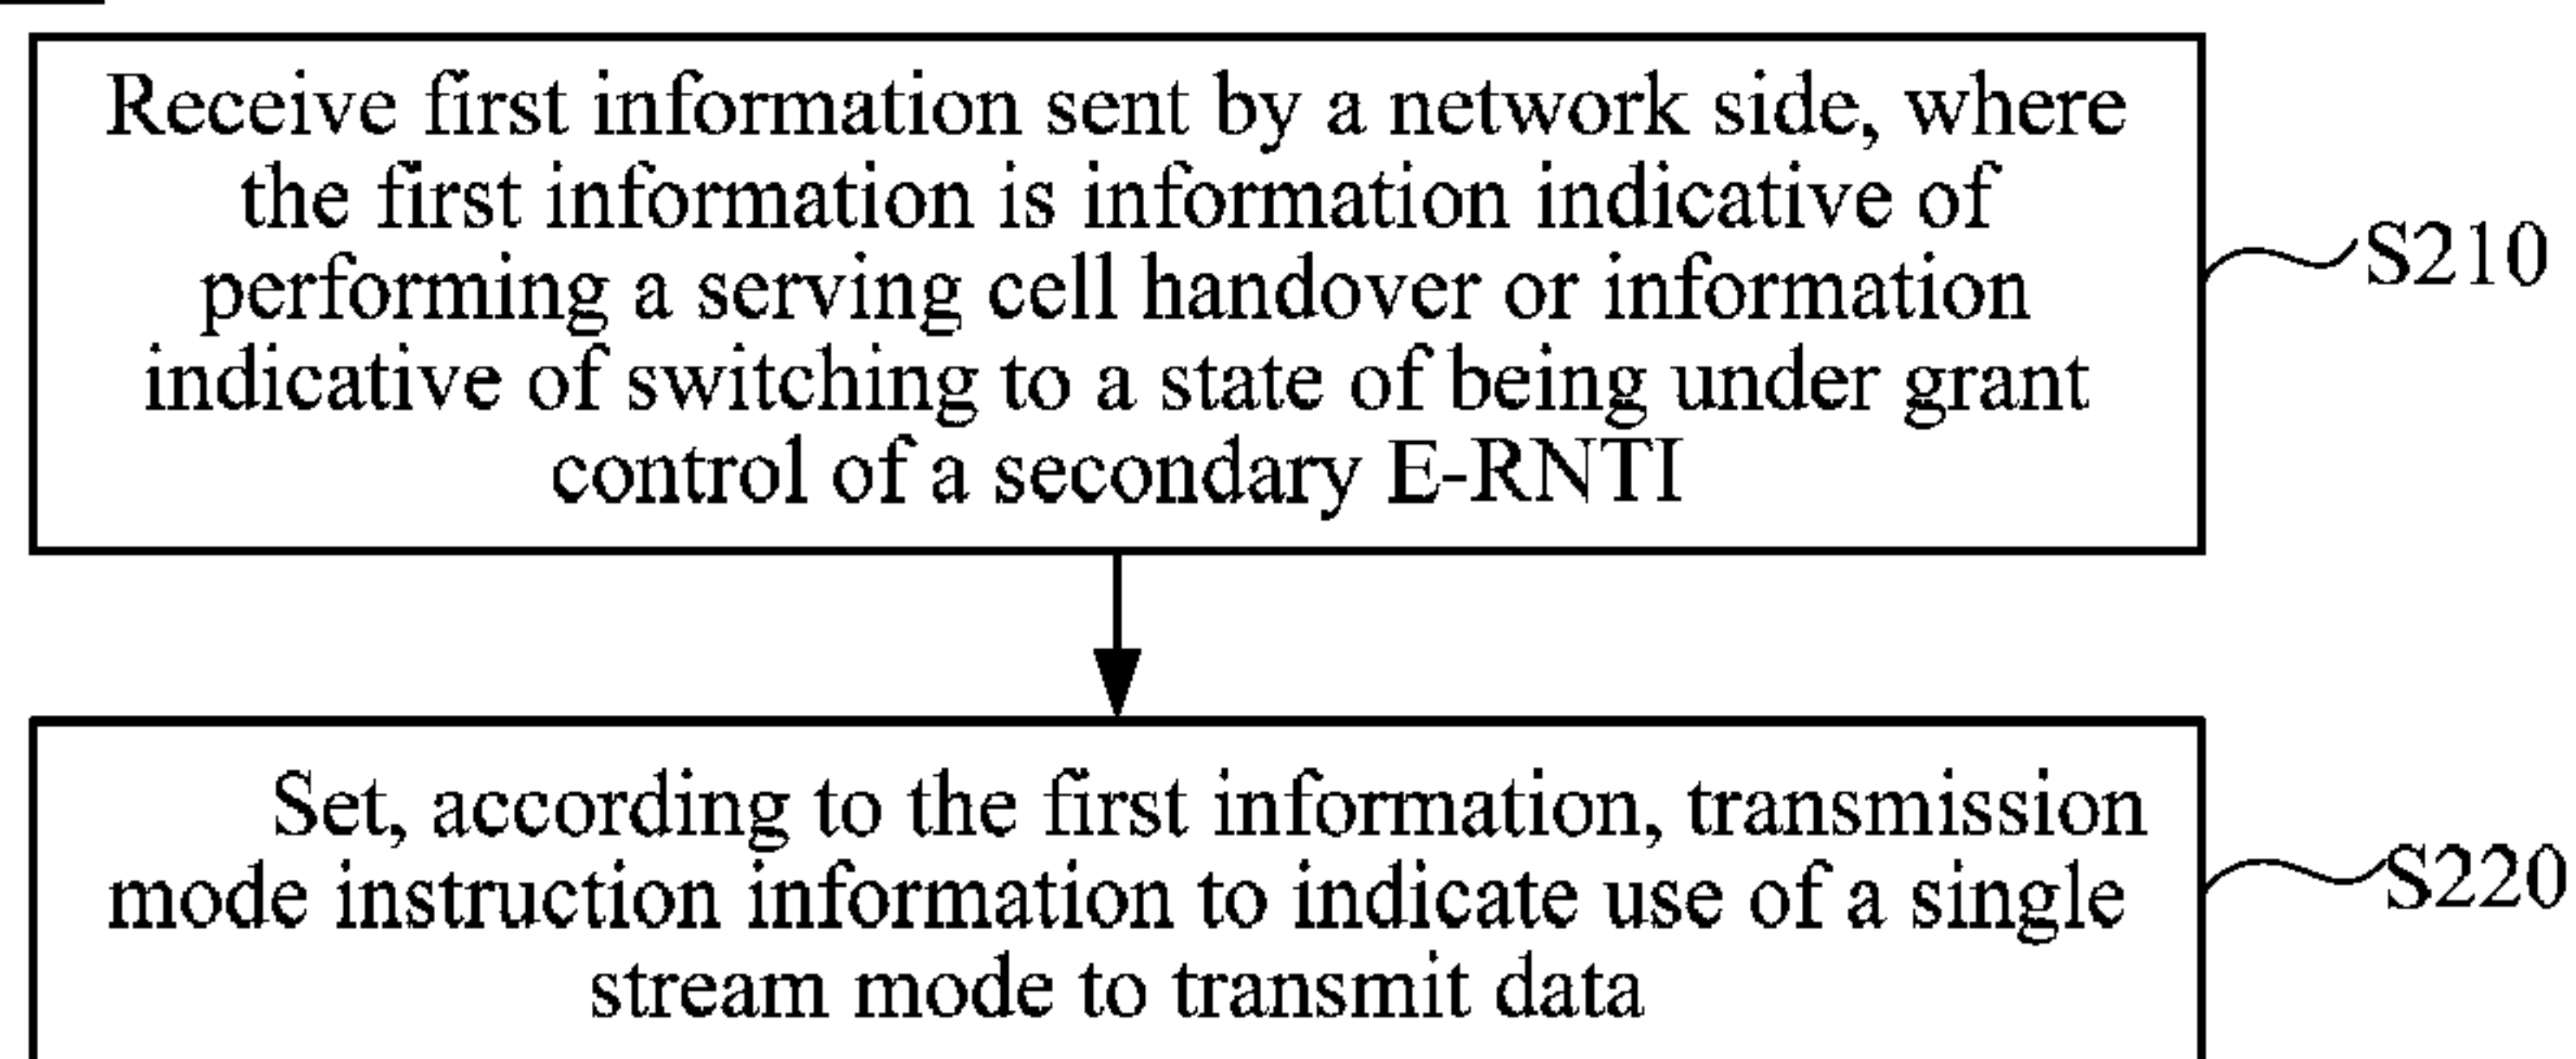 Receive first information sent by a network side, where
the first information is information indicative of
performing a serving cell handover or information
indicative of switching to a state of being under grant
control of a secondary E-RNTI
S210
Set, according to the first information, transmission
mode instruction information to indicate use of a single
stream mode to transmit data
S220